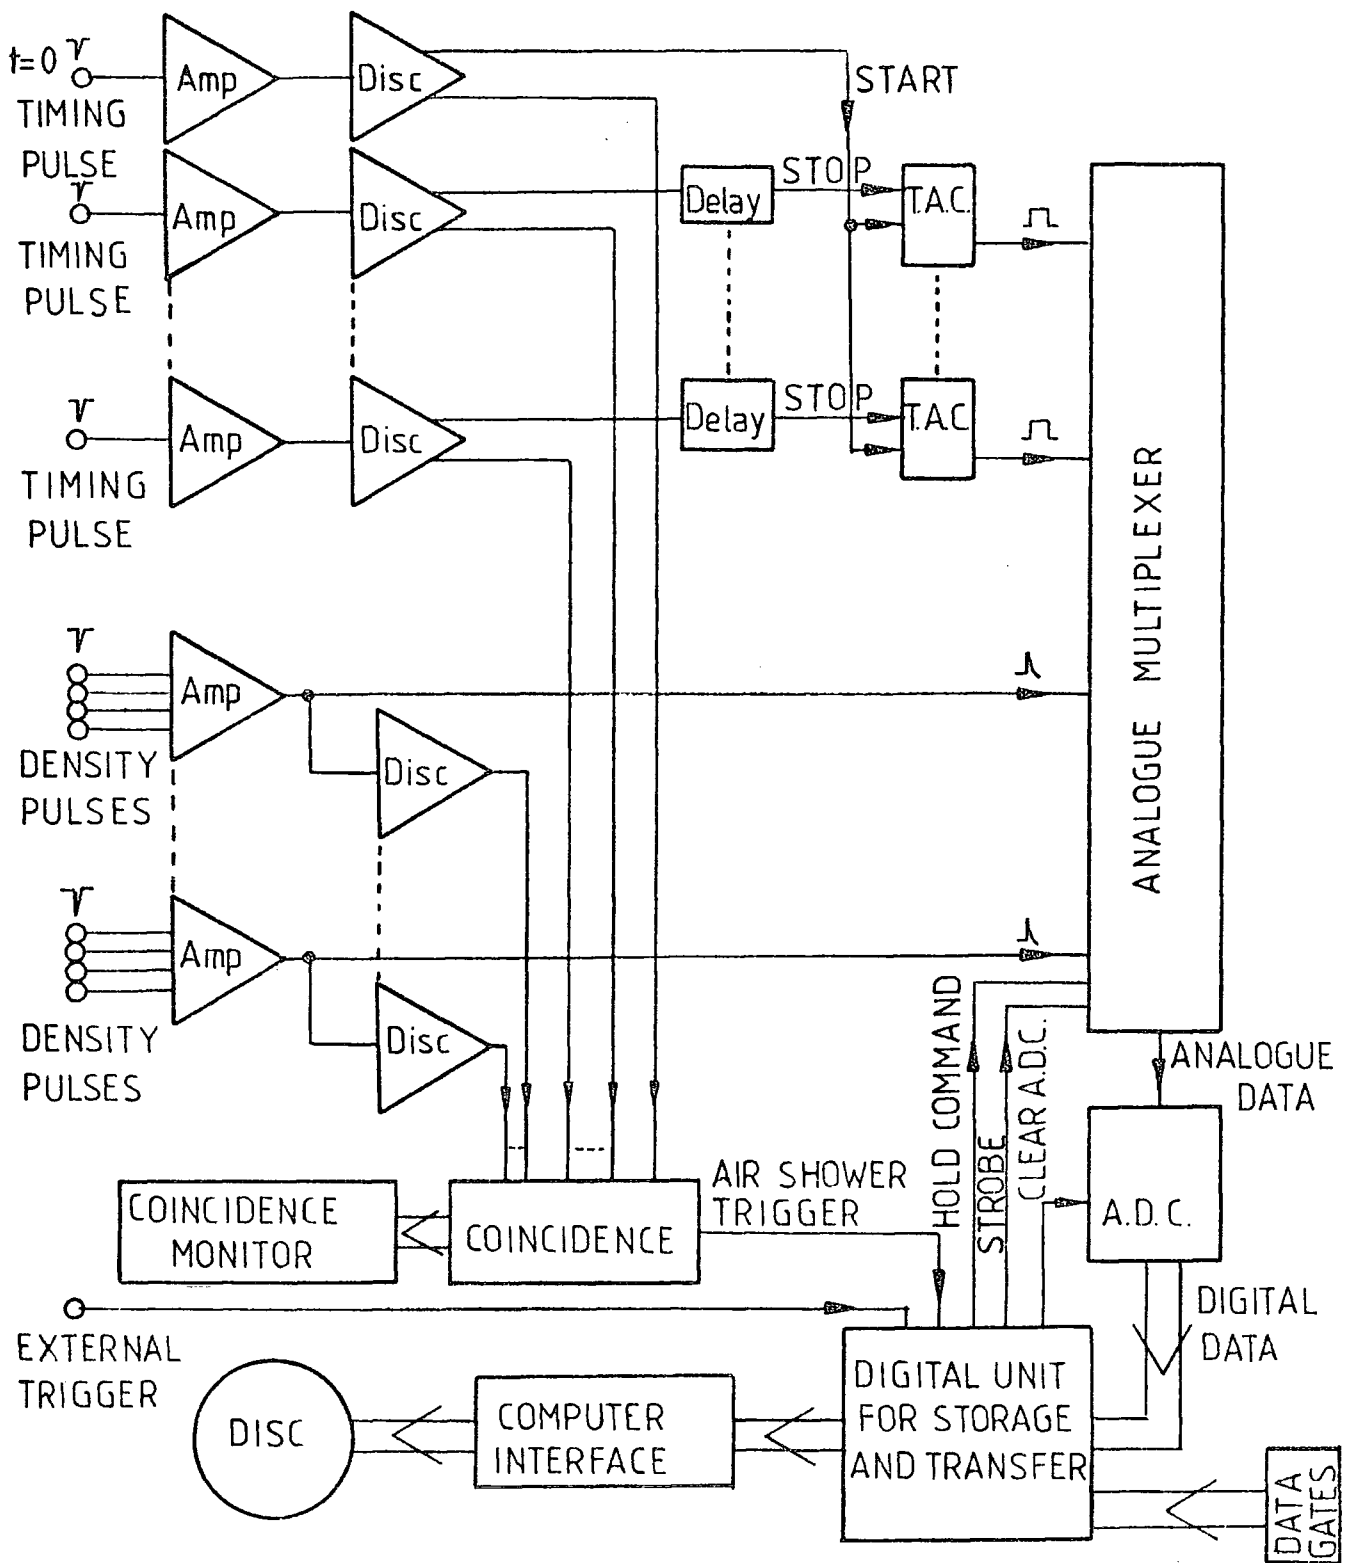 t=0
TIMING
PULSE
Amp
Disc
START
TIMING
PULSE
Amp
Disc
Delay
STOP
T.A.C.
TIMING
PULSE
Amp
Disc
Delay
STOP
T.A.C.
ANALOGUE MULTIPLEXER
DENSITY
PULSES
Amp
Disc
DENSITY
PULSES
Amp
Disc
HOLD COMMAND
STROBE
CLEAR A.D.C.
ANALOGUE
DATA
A.D.C.
COINCIDENCE
MONITOR
COINCIDENCE
AIR SHOWER
TRIGGER
DIGITAL
DATA
EXTERNAL
TRIGGER
DISC
COMPUTER
INTERFACE
DIGITAL UNIT
FOR STORAGE
AND TRANSFER
DATA
GATES